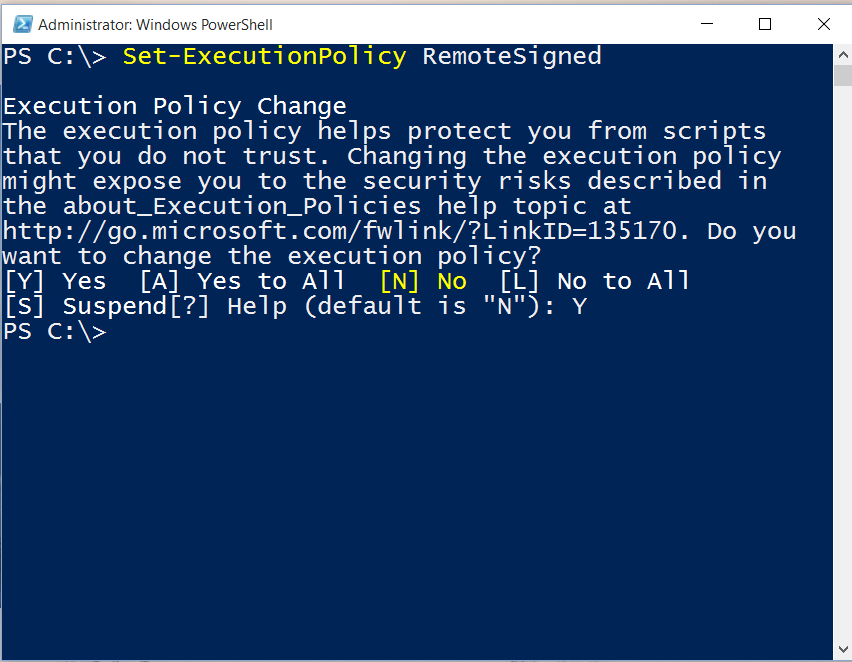 Administrator: Windows PowerShell
PS C:\> Set-ExecutionPolicy RemoteSigned
Execution Policy Change
The execution policy helps protect you from scripts
that you do not trust. Changing the execution policy
might expose you to the security risks described in
the about_Execution_Policies help topic at
http://go.microsoft.com/fwlink/?LinkID=135170. Do you
want to change the execution policy?
[Y] Yes  [A] Yes to All  [N] No  [L] No to All
[S] Suspend[?] Help (default is "N"): Y
PS C:\>